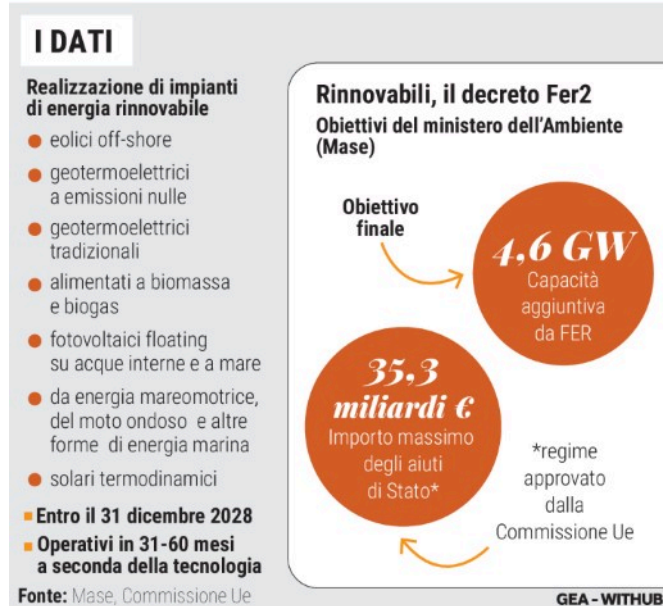 I DATI
Realizzazione di impianti
di energia rinnovabile
eolici off-shore
geotermoelettrici
a emissioni nulle
geotermoelettrici
tradizionali
alimentati a biomassa
e biogas
fotovoltaici floating
su acque interne e a mare
da energia mareomotrice,
del moto ondoso e altre
forme di energia marina
solari termodinamici
Entro il 31 dicembre 2028
Operativi in 31-60 mesi
a seconda della tecnologia
Fonte: Mase, Commissione Ue
Rinnovabili, il decreto Fer2
Obiettivi del ministero dell'Ambiente
(Mase)
Obiettivo
finale
4,6 GW
Capacità
aggiuntiva
da FER
35,3
miliardi €
Importo massimo
degli aiuti
di Stato*
*regime
approvato
dalla
Commissione Ue
GEA - WITHUB